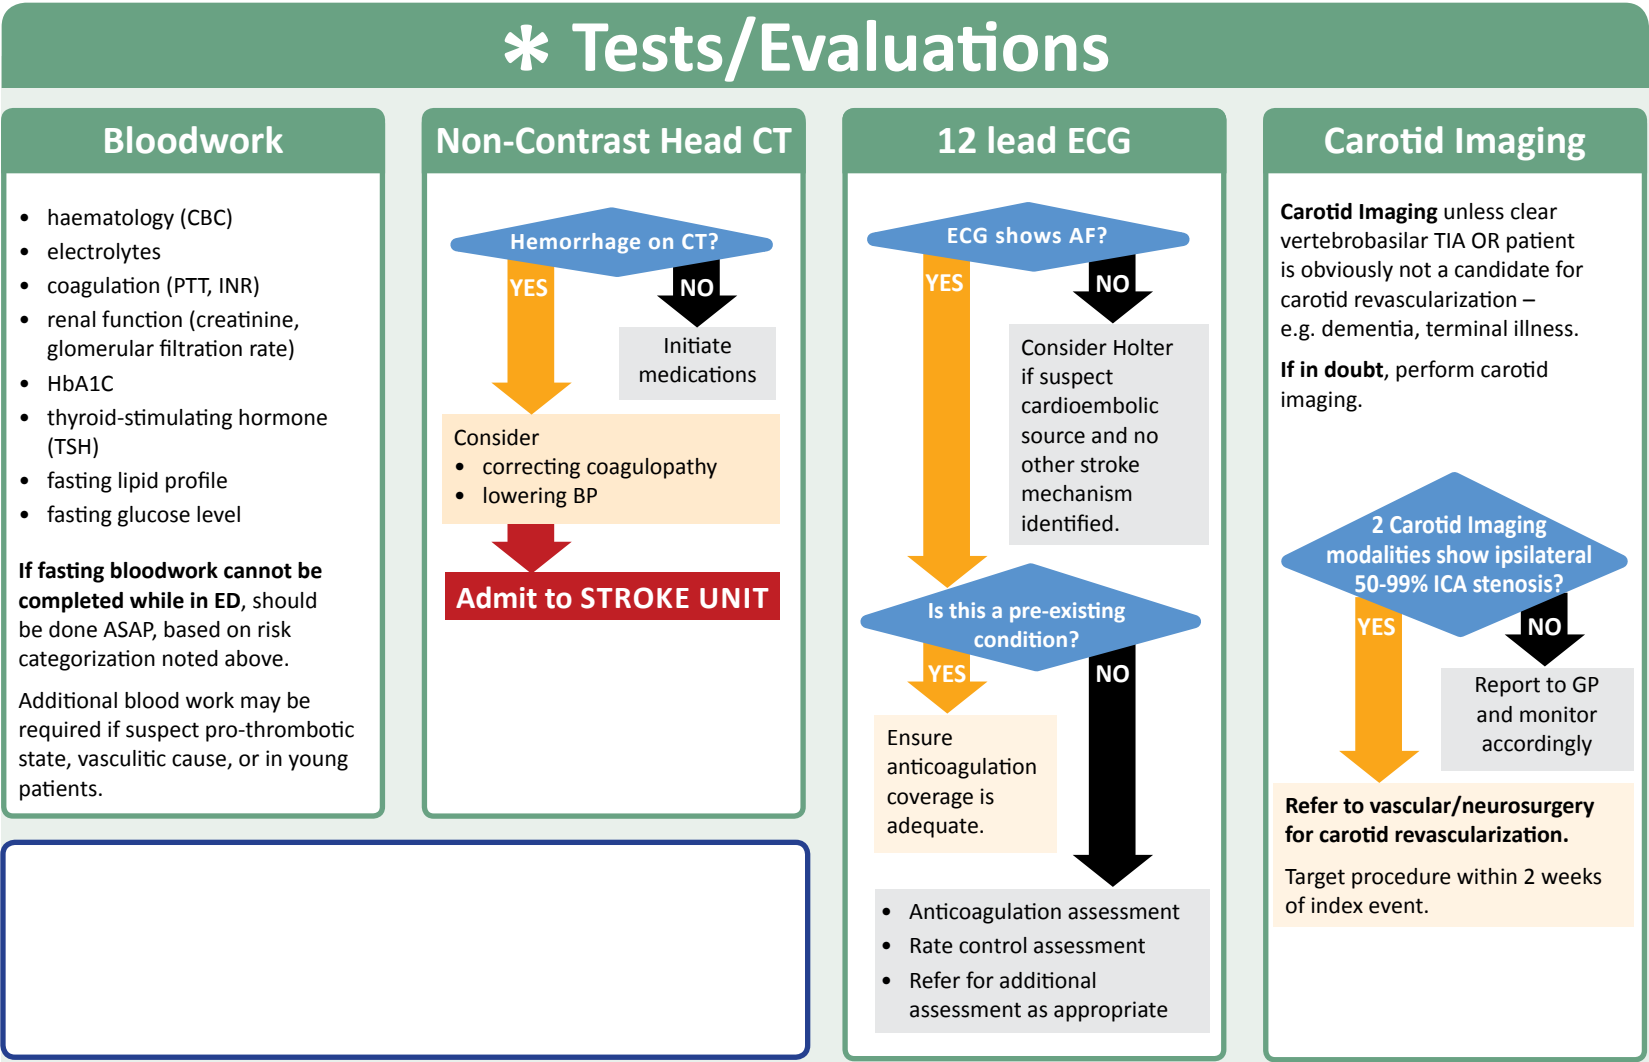 * Tests/Evaluations
Bloodwork
• haematology (CBC)
• electrolytes
• coagulation (PTT, INR)
• renal function (creatinine,
glomerular filtration rate)
• HbA1C
• thyroid-stimulating hormone
(TSH)
• fasting lipid profile
• fasting glucose level
If fasting bloodwork cannot be
completed while in ED, should
be done ASAP, based on risk
categorization noted above.
Additional blood work may be
required if suspect pro-thrombotic
state, vasculitic cause, or in young
patients.
Non-Contrast Head CT
Hemorrhage on CT?
YES
NO
Initiate
medications
Consider
• correcting coagulopathy
• lowering BP
Admit to STROKE UNIT
12 lead ECG
ECG shows AF?
YES
NO
Consider Holter
if suspect
cardioembolic
source and no
other stroke
mechanism
identified.
Is this a pre-existing
condition?
YES
NO
Ensure
anticoagulation
coverage is
adequate.
• Anticoagulation assessment
• Rate control assessment
• Refer for additional
assessment as appropriate
Carotid Imaging
Carotid Imaging unless clear
vertebrobasilar TIA OR patient
is obviously not a candidate for
carotid revascularization –
e.g. dementia, terminal illness.
If in doubt, perform carotid
imaging.
2 Carotid Imaging
modalities show ipsilateral
50-99% ICA stenosis?
YES
NO
Report to GP
and monitor
accordingly
Refer to vascular/neurosurgery
for carotid revascularization.
Target procedure within 2 weeks
of index event.